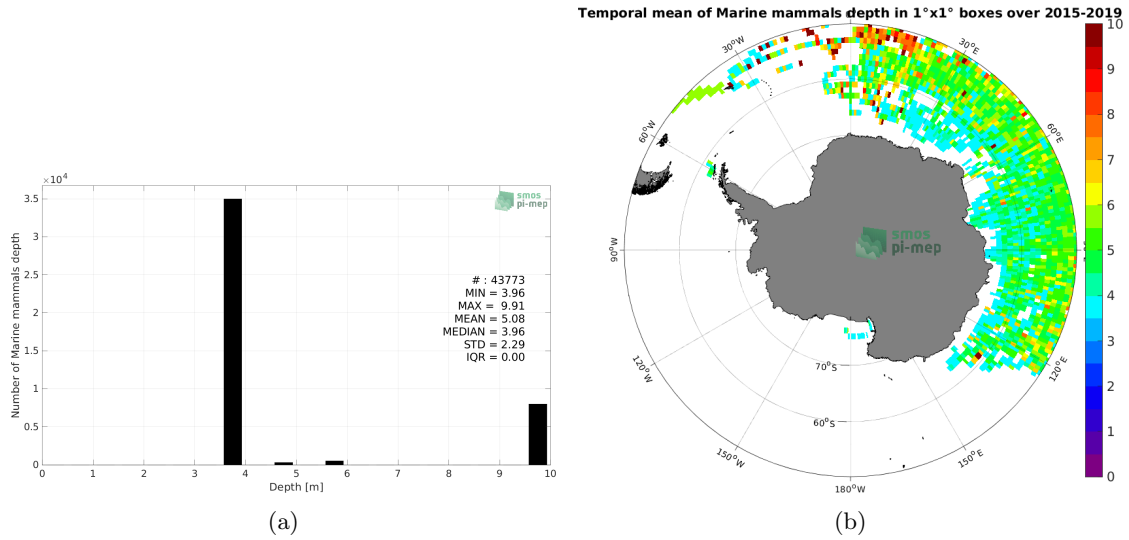 ×10⁴
3.5
3
2.5
2
1.5
1
0.5
0
Number of Marine mammals depth
smos
pi-mep
# : 43773
MIN = 3.96
MAX = 9.91
MEAN = 5.08
MEDIAN = 3.96
STD = 2.29
IQR = 0.00
0 1 2 3 4 5 6 7 8 9 10
Depth [m]
(a)
Temporal mean of Marine mammals depth in 1°x1° boxes over 2015-2019
30°W
30°E
60°W
60°E
90°W
smos
pi-mep
120°W
120°E
70°S
60°S
150°W
150°E
180°W
10
9
8
7
6
5
4
3
2
1
0
(b)